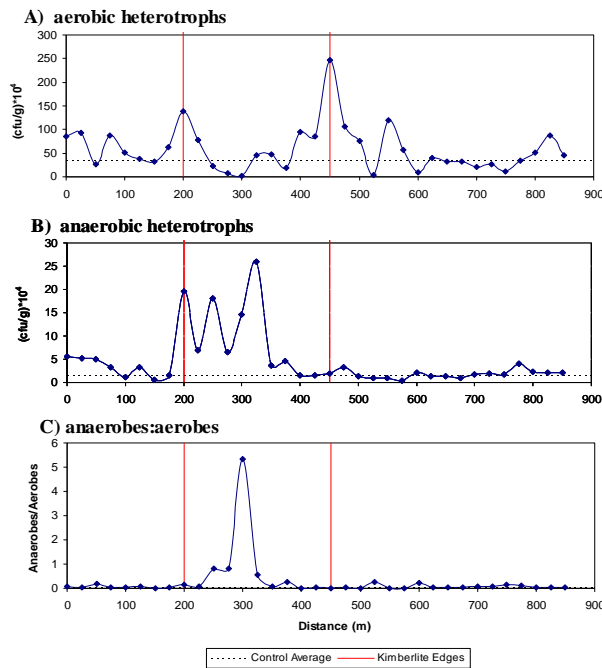 A) aerobic heterotrophs
(cfu/g)*10⁴
300
250
200
150
100
50
0
0 100 200 300 400 500 600 700 800 900
B) anaerobic heterotrophs
(cfu/g)*10⁴
30
25
20
15
10
5
0
0 100 200 300 400 500 600 700 800 900
C) anaerobes:aerobes
Anaerobes/Aerobes
6
5
4
3
2
1
0
0 100 200 300 400 500 600 700 800 900
Distance (m)
Control Average Kimberlite Edges